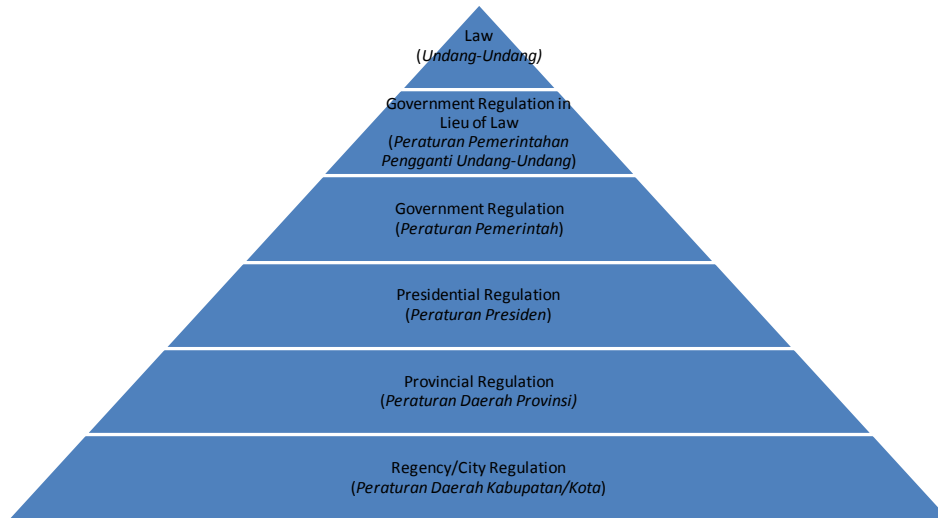 Law
(Undang-Undang)
Government Regulation in
Lieu of Law
(Peraturan Pemerintahan
Pengganti Undang-Undang)
Government Regulation
(Peraturan Pemerintah)
Presidential Regulation
(Peraturan Presiden)
Provincial Regulation
(Peraturan Daerah Provinsi)
Regency/City Regulation
(Peraturan Daerah Kabupatan/Kota)